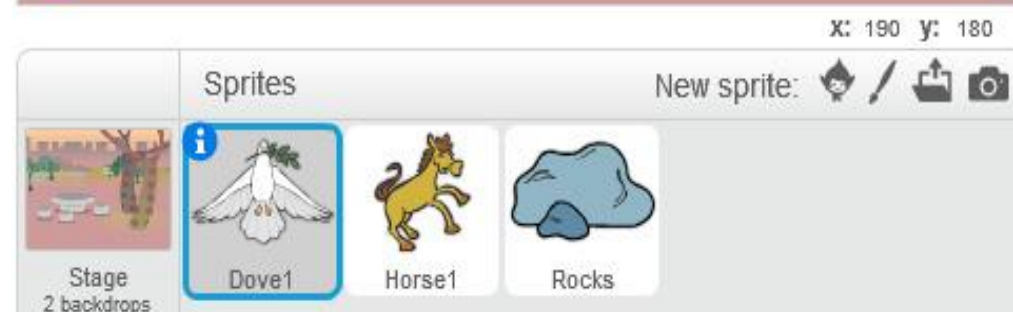 x: 190 y: 180
Sprites New sprite:
i
Dove1 Horse1 Rocks
Stage
2 backdrops